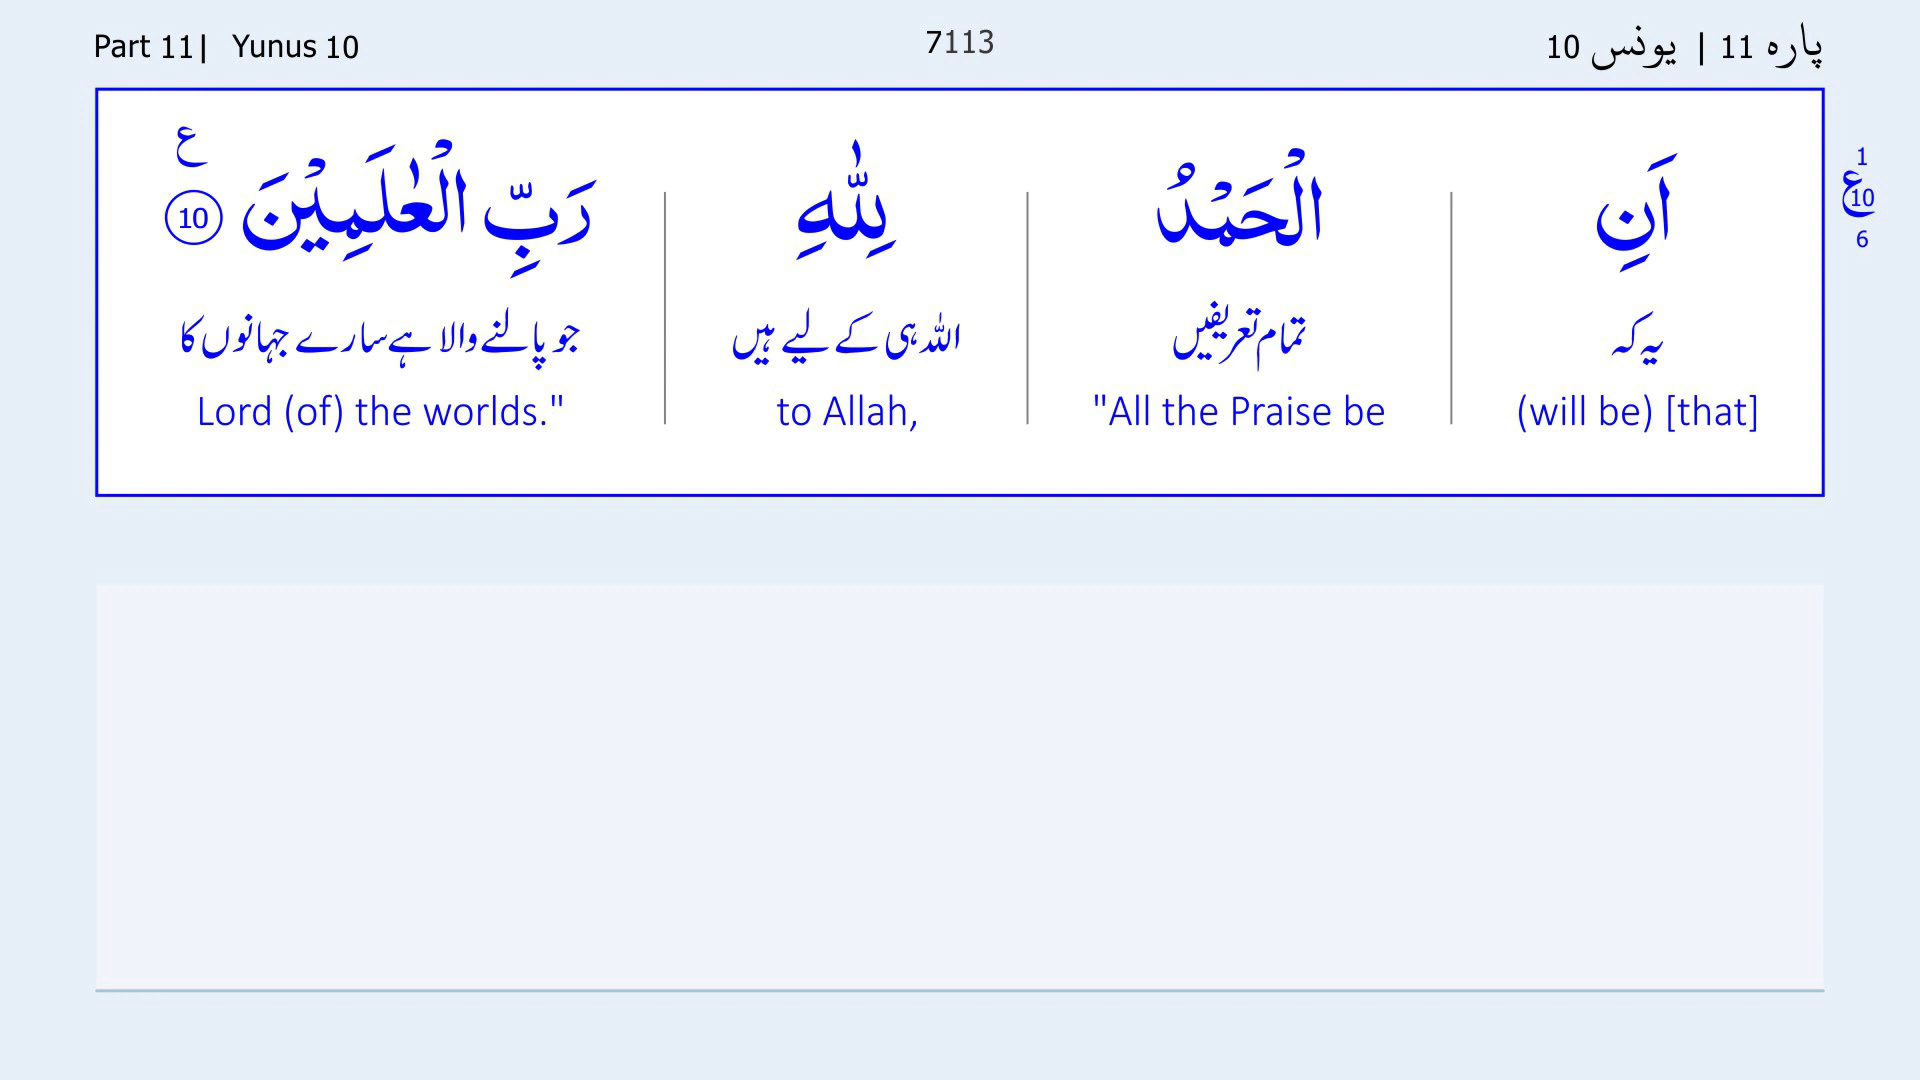 Part 11| Yunus 10
7113
پارہ 11 | یونس 10
اَنِ الْحَمْدُ لِلّٰهِ رَبِّ الْعٰلَمِیْنَ 10 ع
یہ کہ تمام تعریفیں اللہ ہی کے لیے ہیں جو پالنے والا ہے سارے جہانوں کا
(will be) [that] "All the Praise be to Allah, Lord (of) the worlds."
1
ع 10
6